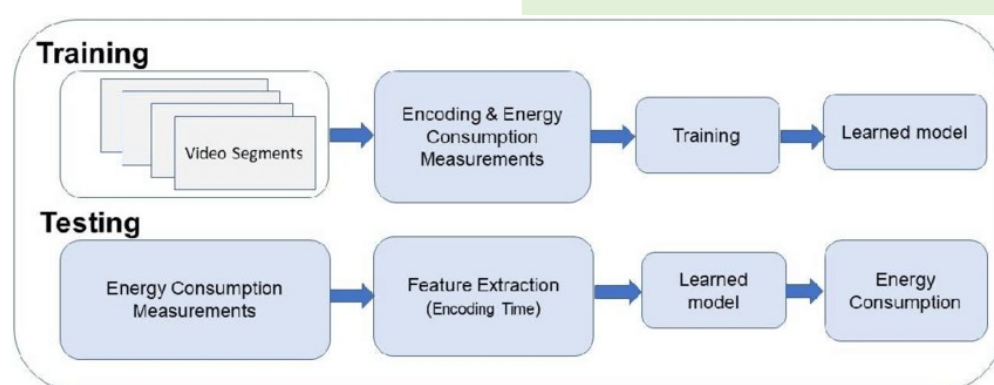 Training
Video Segments
Encoding & Energy
Consumption
Measurements
Training
Learned model
Testing
Energy Consumption
Measurements
Feature Extraction
(Encoding Time)
Learned
model
Energy
Consumption